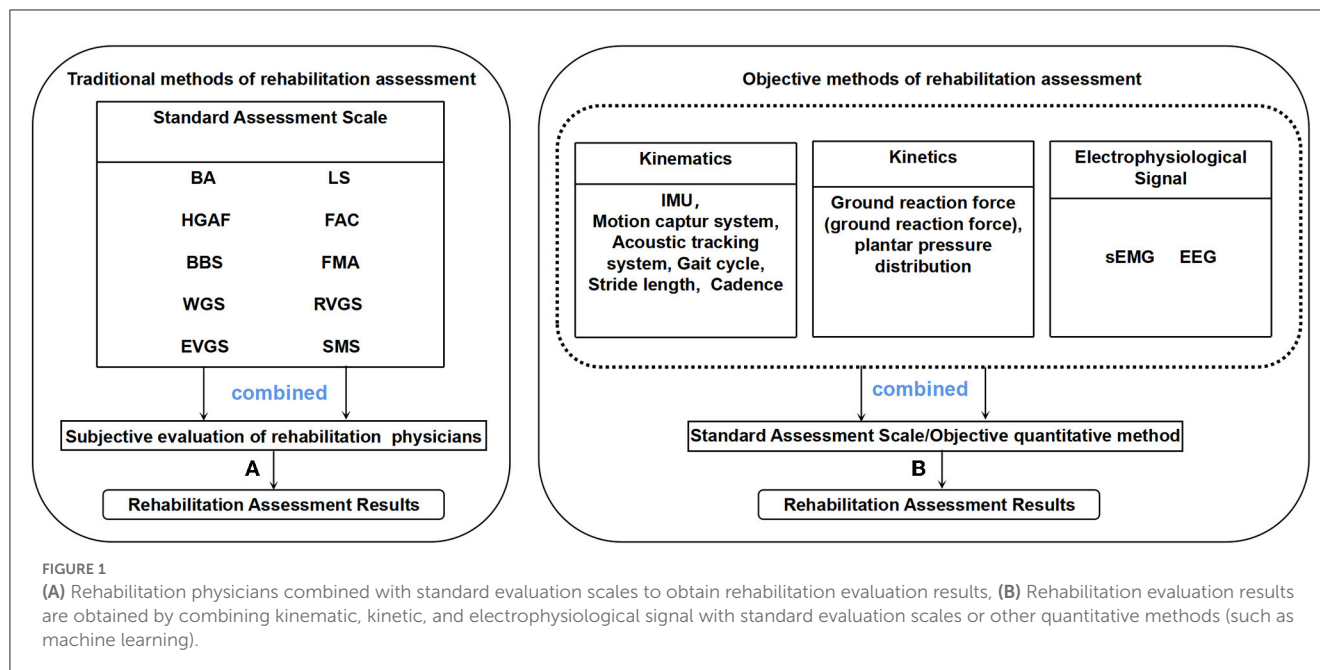 Traditional methods of rehabilitation assessment
Standard Assessment Scale
BA LS
HGAF FAC
BBS FMA
WGS RVGS
EVGS SMS
combined
Subjective evaluation of rehabilitation physicians
A
Rehabilitation Assessment Results
Objective methods of rehabilitation assessment
Kinematics
IMU,
Motion captur system,
Acoustic tracking
system, Gait cycle,
Stride length, Cadence
Kinetics
Ground reaction force
(ground reaction force),
plantar pressure
distribution
Electrophysiological
Signal
sEMG EEG
combined
Standard Assessment Scale/Objective quantitative method
B
Rehabilitation Assessment Results
FIGURE 1
(A) Rehabilitation physicians combined with standard evaluation scales to obtain rehabilitation evaluation results, (B) Rehabilitation evaluation results
are obtained by combining kinematic, kinetic, and electrophysiological signal with standard evaluation scales or other quantitative methods (such as
machine learning).